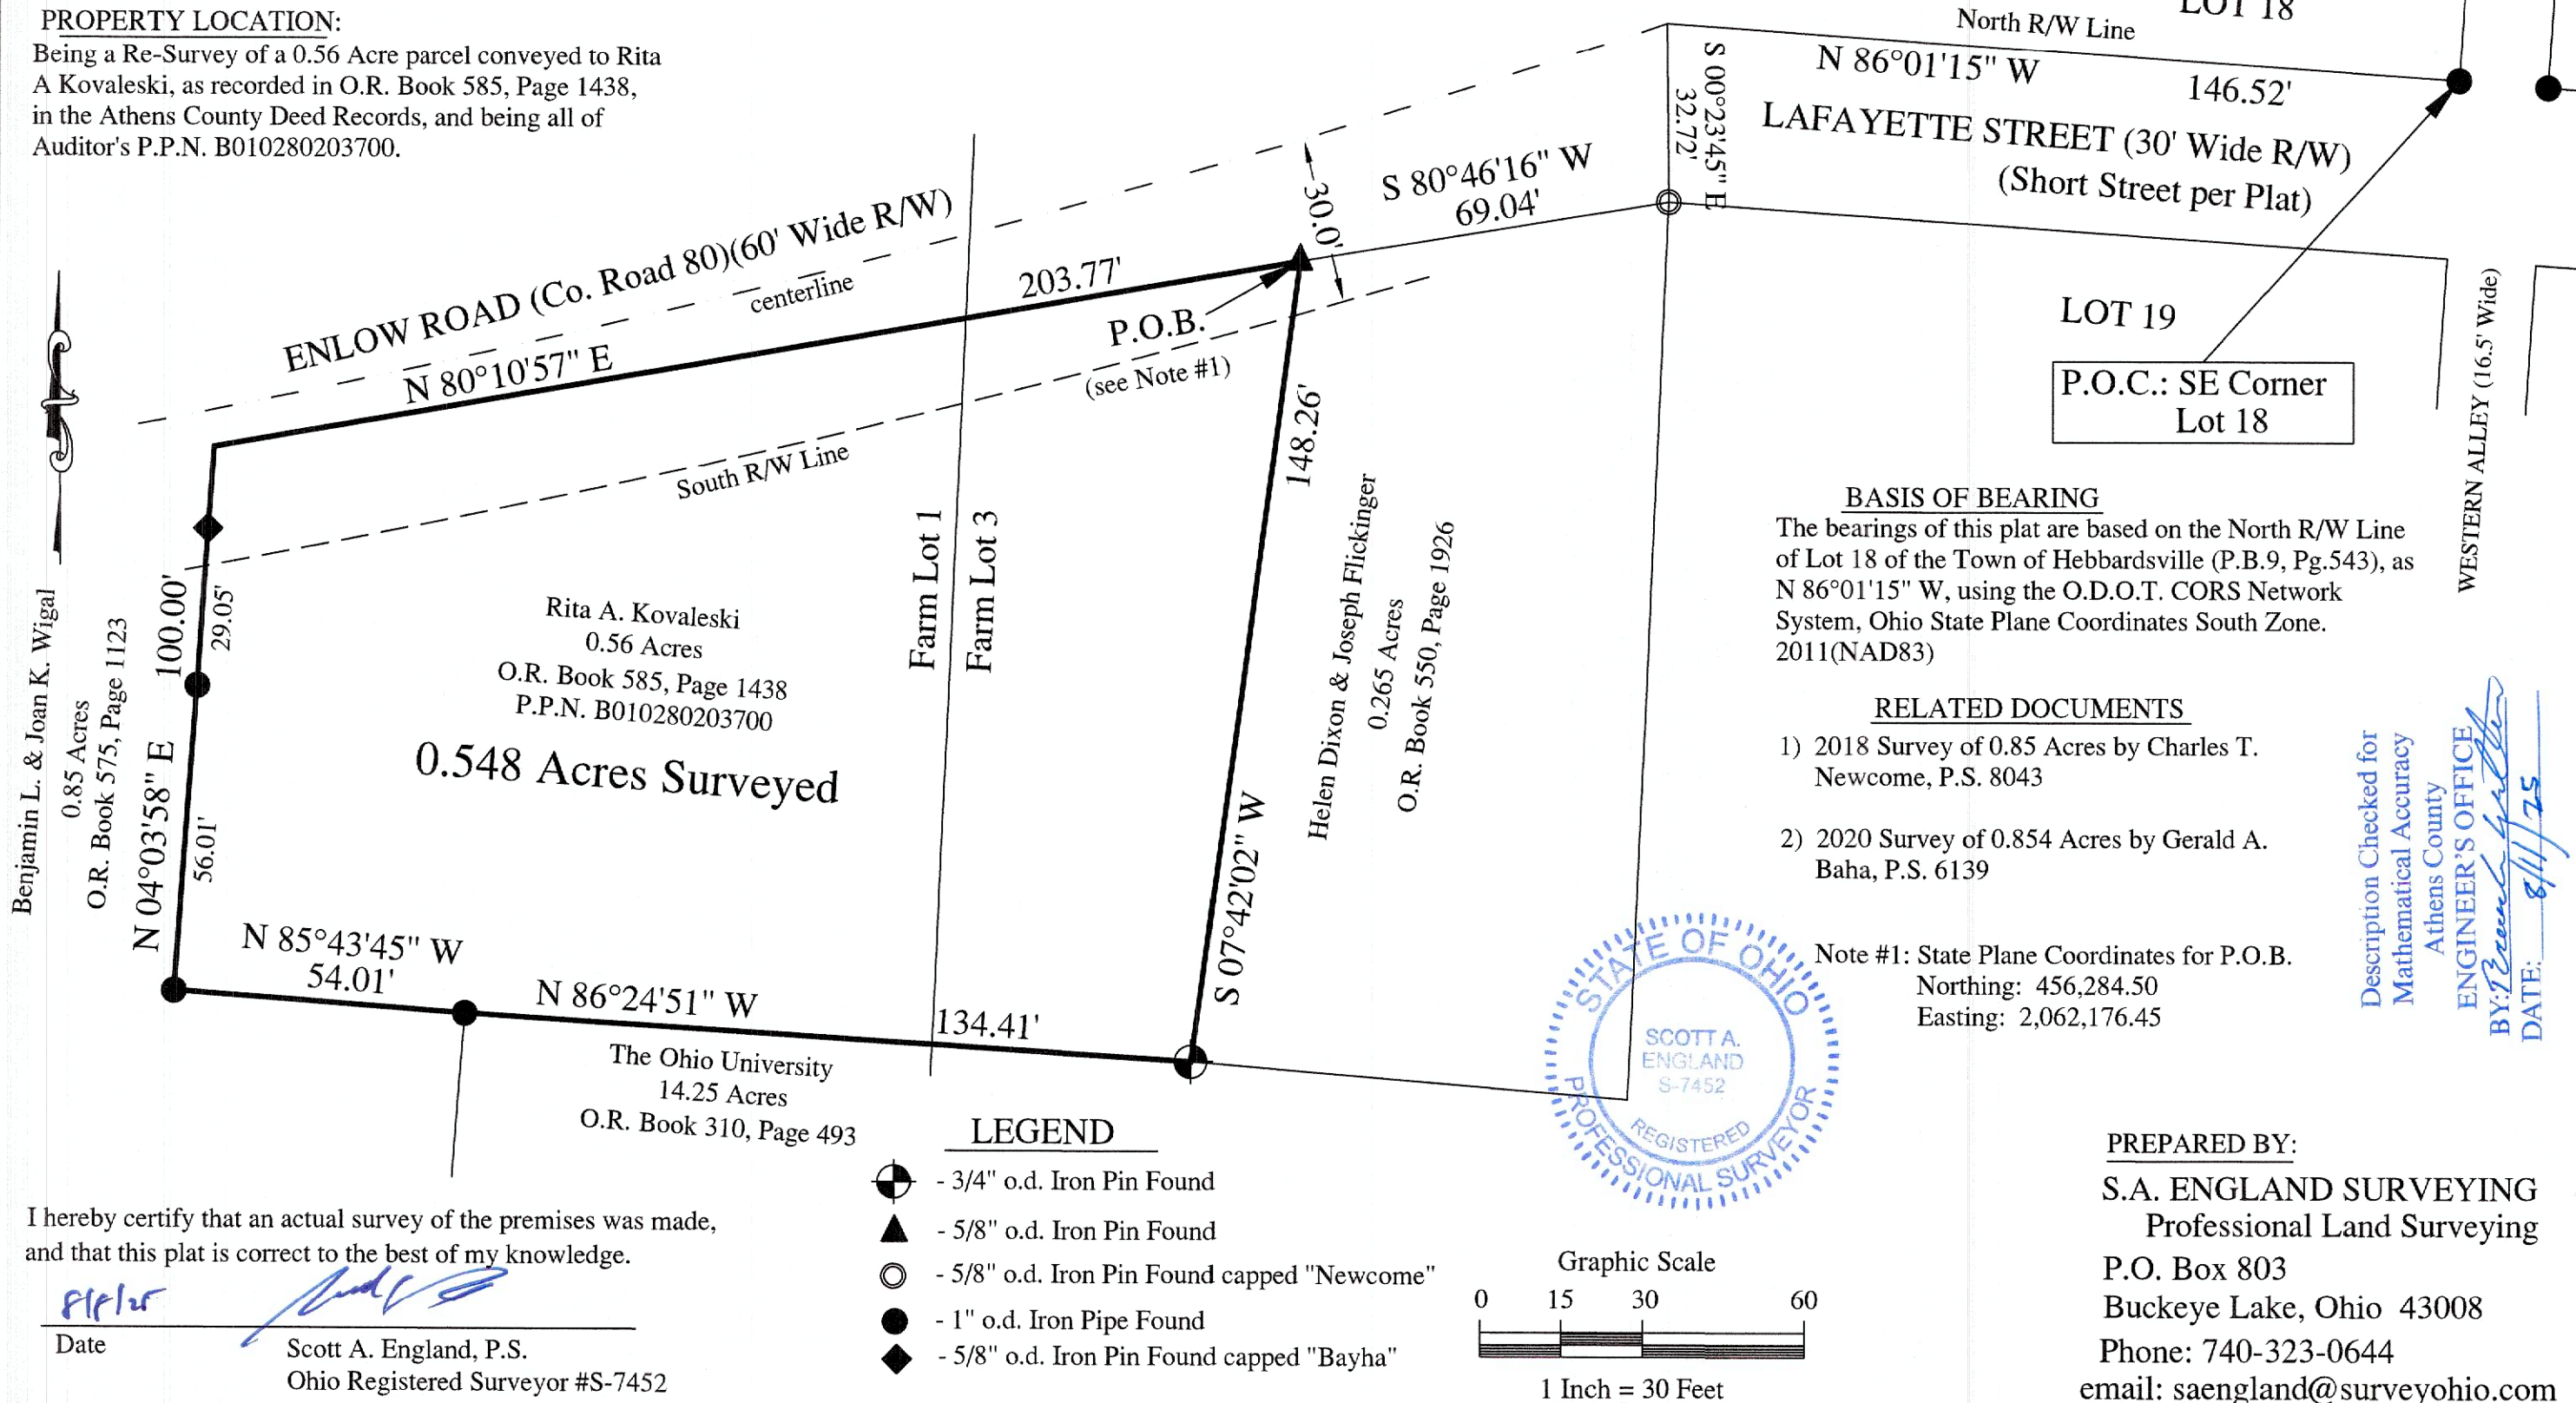 PROPERTY LOCATION:
Being a Re-Survey of a 0.56 Acre parcel conveyed to Rita
A Kovaleski, as recorded in O.R. Book 585, Page 1438,
in the Athens County Deed Records, and being all of
Auditor's P.P.N. B010280203700.
North R/W Line
LOT 18
N 86°01'15" W
146.52'
S 00°23'45" E
32.72'
LAFAYETTE STREET (30' Wide R/W)
(Short Street per Plat)
S 80°46'16" W
69.04'
30.0'
ENLOW ROAD (Co. Road 80)(60' Wide R/W)
centerline
203.77'
N 80°10'57" E
P.O.B.
(see Note #1)
South R/W Line
LOT 19
P.O.C.: SE Corner
Lot 18
WESTERN ALLEY (16.5' Wide)
148.26'
S 07°42'02" W
Farm Lot 1
Farm Lot 3
Helen Dixon & Joseph Flickinger
0.265 Acres
O.R. Book 550, Page 1926
Benjamin L. & Joan K. Wigal
0.85 Acres
O.R. Book 575, Page 1123
N 04°03'58" E 100.00'
29.05'
56.01'
Rita A. Kovaleski
0.56 Acres
O.R. Book 585, Page 1438
P.P.N. B010280203700
0.548 Acres Surveyed
N 85°43'45" W
54.01'
N 86°24'51" W
134.41'
The Ohio University
14.25 Acres
O.R. Book 310, Page 493
BASIS OF BEARING
The bearings of this plat are based on the North R/W Line
of Lot 18 of the Town of Hebbardsville (P.B.9, Pg.543), as
N 86°01'15" W, using the O.D.O.T. CORS Network
System, Ohio State Plane Coordinates South Zone.
2011(NAD83)
RELATED DOCUMENTS
1) 2018 Survey of 0.85 Acres by Charles T.
Newcome, P.S. 8043
2) 2020 Survey of 0.854 Acres by Gerald A.
Baha, P.S. 6139
Note #1: State Plane Coordinates for P.O.B.
Northing: 456,284.50
Easting: 2,062,176.45
Description Checked for
Mathematical Accuracy
Athens County
ENGINEER'S OFFICE
BY:
DATE: 8/11/25
STATE OF OHIO
SCOTT A.
ENGLAND
S-7452
REGISTERED
PROFESSIONAL SURVEYOR
LEGEND
- 3/4" o.d. Iron Pin Found
- 5/8" o.d. Iron Pin Found
- 5/8" o.d. Iron Pin Found capped "Newcome"
- 1" o.d. Iron Pipe Found
- 5/8" o.d. Iron Pin Found capped "Bayha"
I hereby certify that an actual survey of the premises was made,
and that this plat is correct to the best of my knowledge.
8/8/25
Date
Scott A. England, P.S.
Ohio Registered Surveyor #S-7452
Graphic Scale
0 15 30 60
1 Inch = 30 Feet
PREPARED BY:
S.A. ENGLAND SURVEYING
Professional Land Surveying
P.O. Box 803
Buckeye Lake, Ohio 43008
Phone: 740-323-0644
email: saengland@surveyohio.com